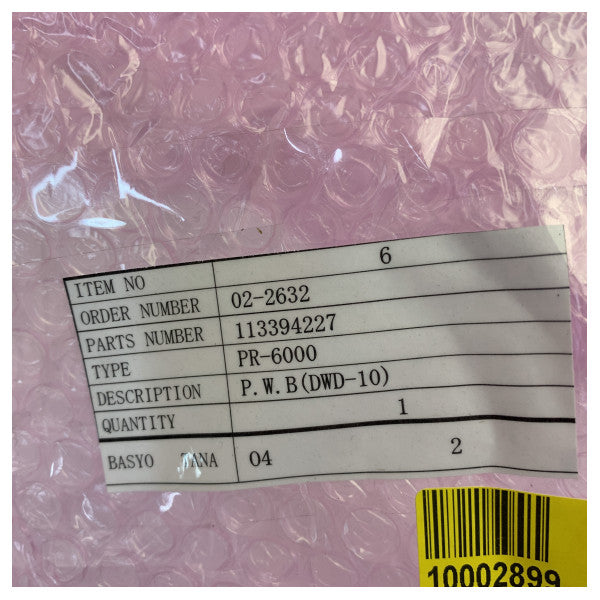 ITEM NO 6
ORDER NUMBER 02-2632
PARTS NUMBER 113394227
TYPE PR-6000
DESCRIPTION P.W.B(DWD-10)
QUANTITY 1
BASYO TANA 04 2
10002899